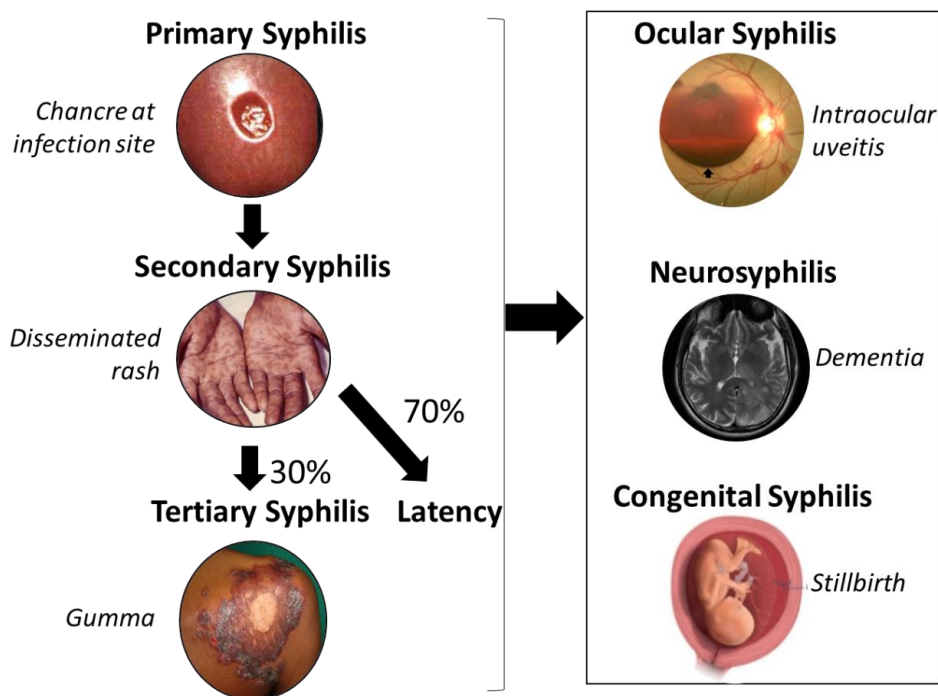 Primary Syphilis
Chancre at
infection site
Secondary Syphilis
Disseminated
rash
70%
30%
Tertiary Syphilis
Latency
Gumma
Ocular Syphilis
Intraocular
uveitis
Neurosyphilis
Dementia
Congenital Syphilis
Stillbirth